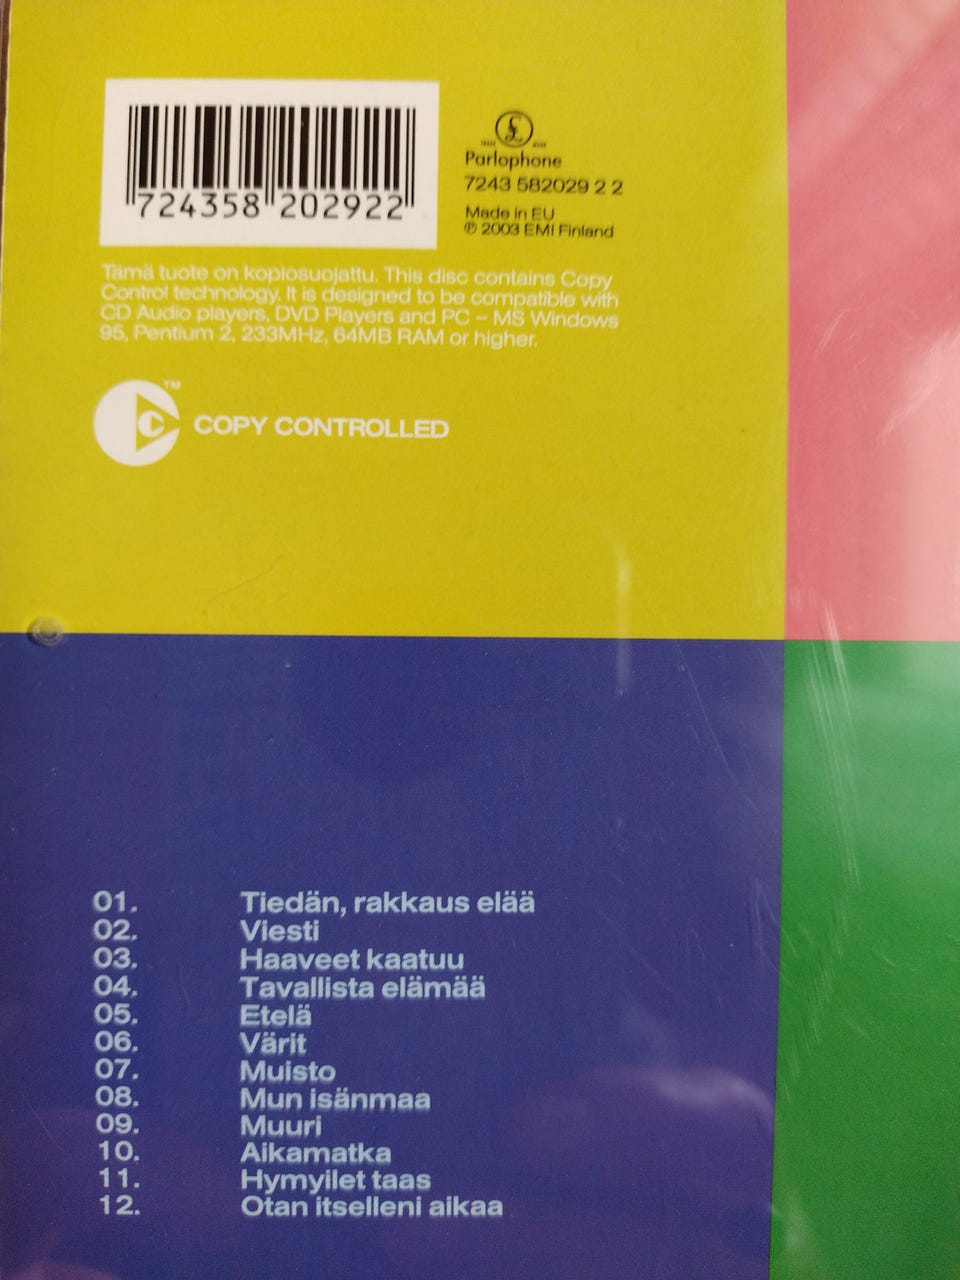 724358 202922
£
Parlophone
7243 582029 2 2
Made in EU
℗ 2003 EMI Finland
Tämä tuote on kopiosuojattu. This disc contains Copy
Control technology. It is designed to be compatible with
CD Audio players, DVD Players and PC – MS Windows
95, Pentium 2, 233MHz, 64MB RAM or higher.
TM
COPY CONTROLLED
01. Tiedän, rakkaus elää
02. Viesti
03. Haaveet kaatuu
04. Tavallista elämää
05. Etelä
06. Värit
07. Muisto
08. Mun isänmaa
09. Muuri
10. Aikamatka
11. Hymyilet taas
12. Otan itselleni aikaa